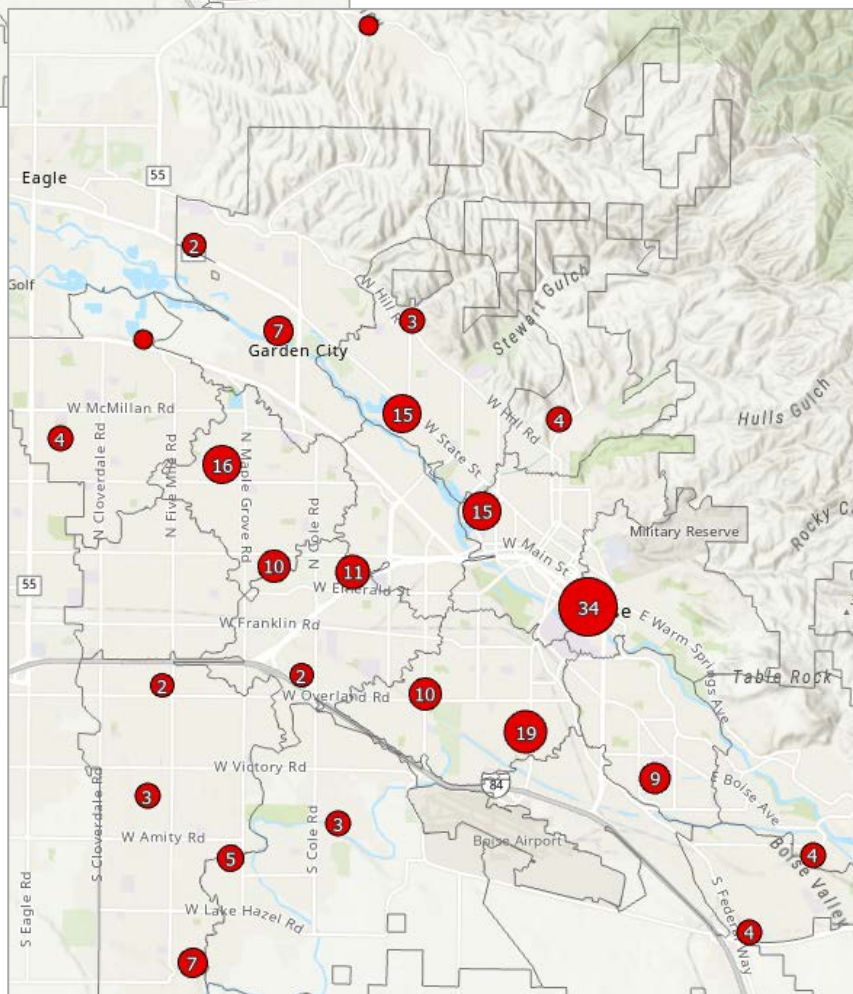 Eagle
55
2
Golf
7
Garden City
W Hill R
3
Stewart Gulch
W McMillan Rd
4
15
W State St
W Hill Rd
4
Hulls Gulch
N Cloverdale Rd
N Five Mile Rd
16
N Maple Grove Rd
N Cole Rd
15
Military Reserve
Rocky C
W Main St
55
10
11
W Emerald St
34
se
W Franklin Rd
E Warm Springs Ave
Table Rock
2
2
W Overland Rd
10
19
W Victory Rd
84
9
3
S Cloverdale Rd
S Cole Rd
3
E Boise Ave
W Amity Rd
Boise Airport
5
4
Boise Valley
S Eagle Rd
W Lake Hazel Rd
S Federal Way
4
7